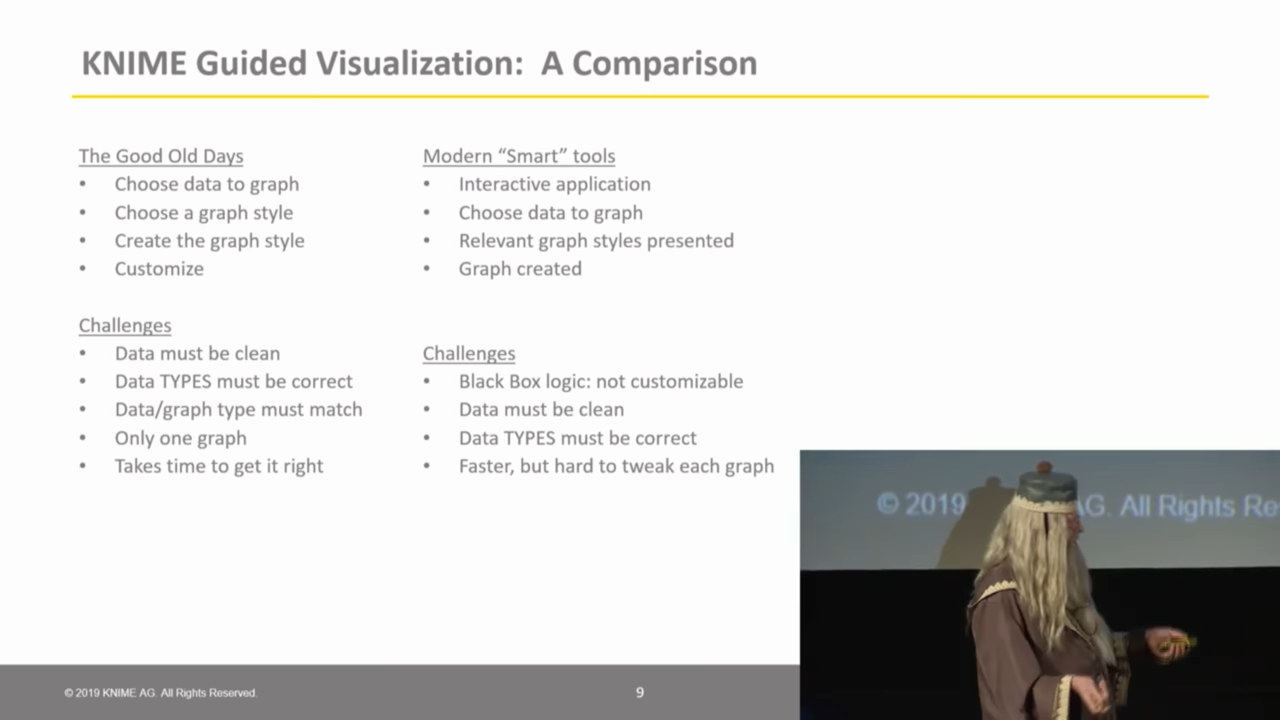 KNIME Guided Visualization: A Comparison
The Good Old Days
• Choose data to graph
• Choose a graph style
• Create the graph style
• Customize
Challenges
• Data must be clean
• Data TYPES must be correct
• Data/graph type must match
• Only one graph
• Takes time to get it right
Modern “Smart” tools
• Interactive application
• Choose data to graph
• Relevant graph styles presented
• Graph created
Challenges
• Black Box logic: not customizable
• Data must be clean
• Data TYPES must be correct
• Faster, but hard to tweak each graph
© 2019 AG. All Rights Re
© 2019 KNIME AG. All Rights Reserved.
9